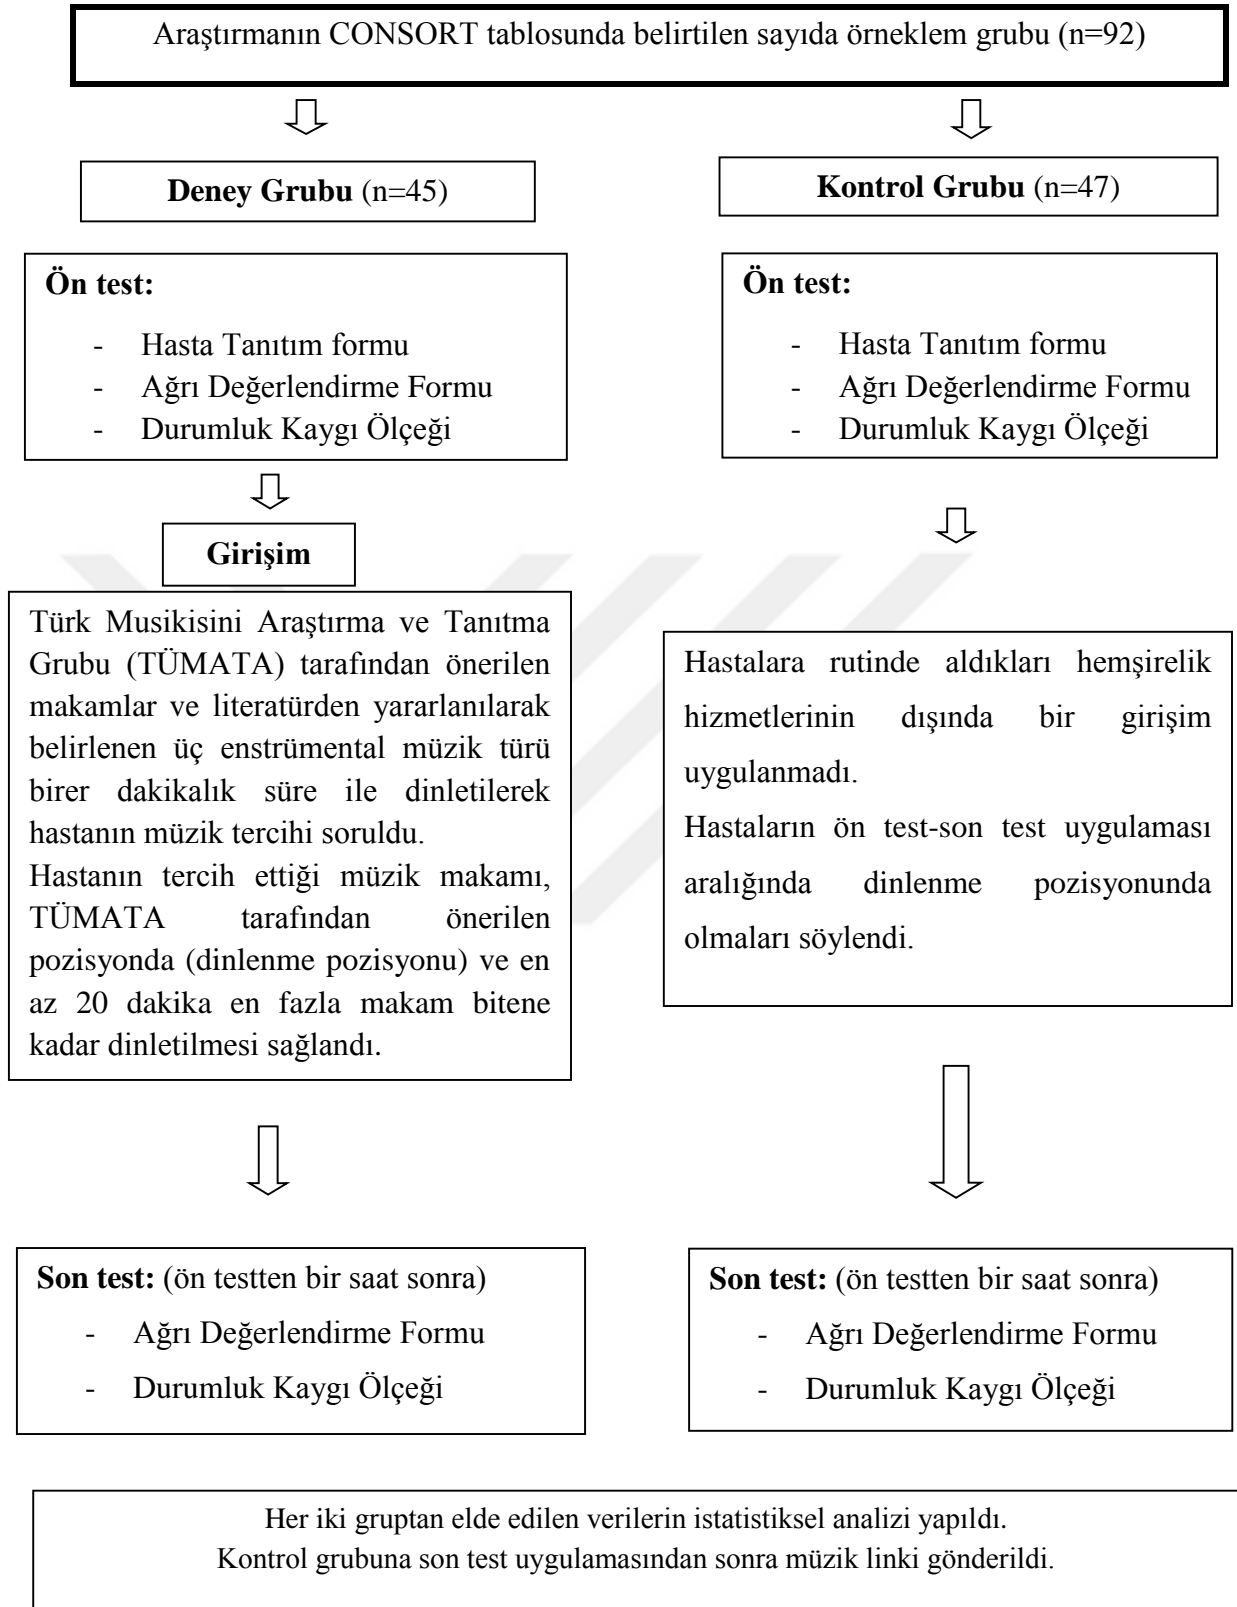 Araştırmanın CONSORT tablosunda belirtilen sayıda örneklem grubu (n=92)
Deney Grubu (n=45)
Kontrol Grubu (n=47)
Ön test:
- Hasta Tanıtım formu
- Ağrı Değerlendirme Formu
- Durumluk Kaygı Ölçeği
Ön test:
- Hasta Tanıtım formu
- Ağrı Değerlendirme Formu
- Durumluk Kaygı Ölçeği
Girişim
Türk Musikisini Araştırma ve Tanıtma
Grubu (TÜMATA) tarafından önerilen
makamlar ve literatürden yararlanılarak
belirlenen üç enstrümental müzik türü
birer dakikalık süre ile dinletilerek
hastanın müzik tercihi soruldu.
Hastanın tercih ettiği müzik makamı,
TÜMATA tarafından önerilen
pozisyonda (dinlenme pozisyonu) ve en
az 20 dakika en fazla makam bitene
kadar dinletilmesi sağlandı.
Hastalara rutinde aldıkları hemşirelik
hizmetlerinin dışında bir girişim
uygulanmadı.
Hastaların ön test-son test uygulaması
aralığında dinlenme pozisyonunda
olmaları söylendi.
Son test: (ön testten bir saat sonra)
- Ağrı Değerlendirme Formu
- Durumluk Kaygı Ölçeği
Son test: (ön testten bir saat sonra)
- Ağrı Değerlendirme Formu
- Durumluk Kaygı Ölçeği
Her iki gruptan elde edilen verilerin istatistiksel analizi yapıldı.
Kontrol grubuna son test uygulamasından sonra müzik linki gönderildi.